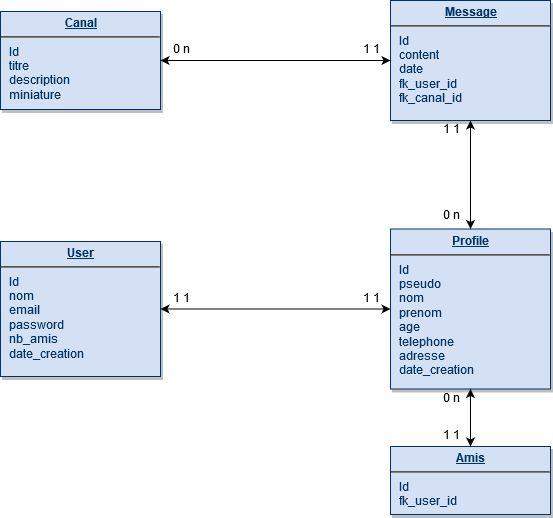 Canal
Id
titre
description
miniature
0 n
1 1
Message
Id
content
date
fk_user_id
fk_canal_id
1 1
0 n
User
Id
nom
email
password
nb_amis
date_creation
1 1
1 1
Profile
Id
pseudo
nom
prenom
age
telephone
adresse
date_creation
0 n
1 1
Amis
Id
fk_user_id